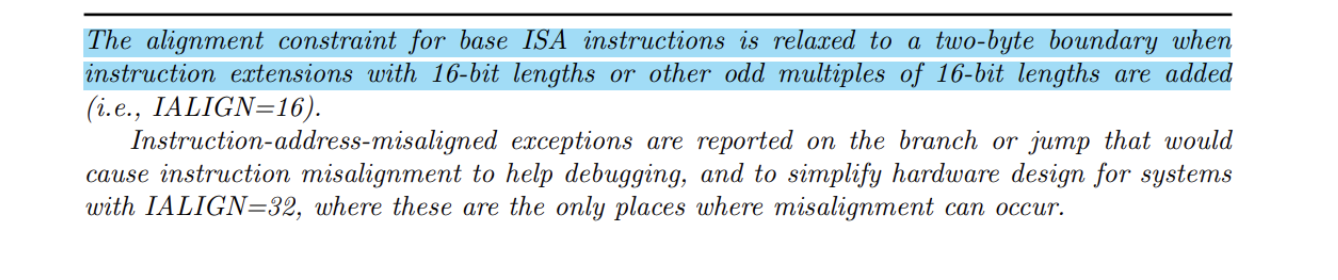 The alignment constraint for base ISA instructions is relaxed to a two-byte boundary when
instruction extensions with 16-bit lengths or other odd multiples of 16-bit lengths are added
(i.e., IALIGN=16).
Instruction-address-misaligned exceptions are reported on the branch or jump that would
cause instruction misalignment to help debugging, and to simplify hardware design for systems
with IALIGN=32, where these are the only places where misalignment can occur.